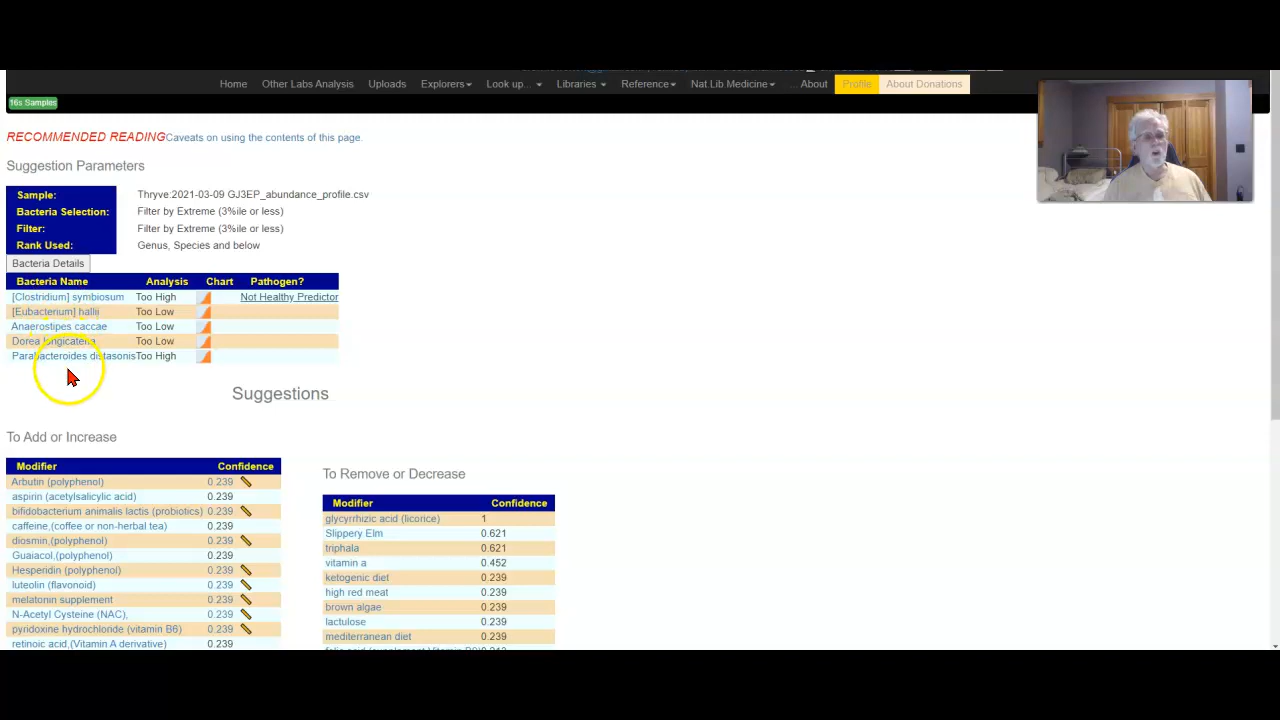 Home Other Labs Analysis Uploads Explorers Look up... Libraries Reference Nat.Lib.Medicine ... About Profile About Donations
16s Samples
RECOMMENDED READING Caveats on using the contents of this page.
Suggestion Parameters
Sample: Thryve:2021-03-09 GJ3EP_abundance_profile.csv
Bacteria Selection: Filter by Extreme (3%ile or less)
Filter: Filter by Extreme (3%ile or less)
Rank Used: Genus, Species and below
Bacteria Details
Bacteria Name Analysis Chart Pathogen?
[Clostridium] symbiosum Too High Not Healthy Predictor
[Eubacterium] hallii Too Low
Anaerostipes caccae Too Low
Dorea longicatena Too Low
Parabacteroides distasonis Too High
Suggestions
To Add or Increase
Modifier Confidence
Arbutin (polyphenol) 0.239
aspirin (acetylsalicylic acid) 0.239
bifidobacterium animalis lactis (probiotics) 0.239
caffeine,(coffee or non-herbal tea) 0.239
diosmin,(polyphenol) 0.239
Guaiacol,(polyphenol) 0.239
Hesperidin (polyphenol) 0.239
luteolin (flavonoid) 0.239
melatonin supplement 0.239
N-Acetyl Cysteine (NAC), 0.239
pyridoxine hydrochloride (vitamin B6) 0.239
retinoic acid,(Vitamin A derivative) 0.239
To Remove or Decrease
Modifier Confidence
glycyrrhizic acid (licorice) 1
Slippery Elm 0.621
triphala 0.621
vitamin a 0.452
ketogenic diet 0.239
high red meat 0.239
brown algae 0.239
lactulose 0.239
mediterranean diet 0.239